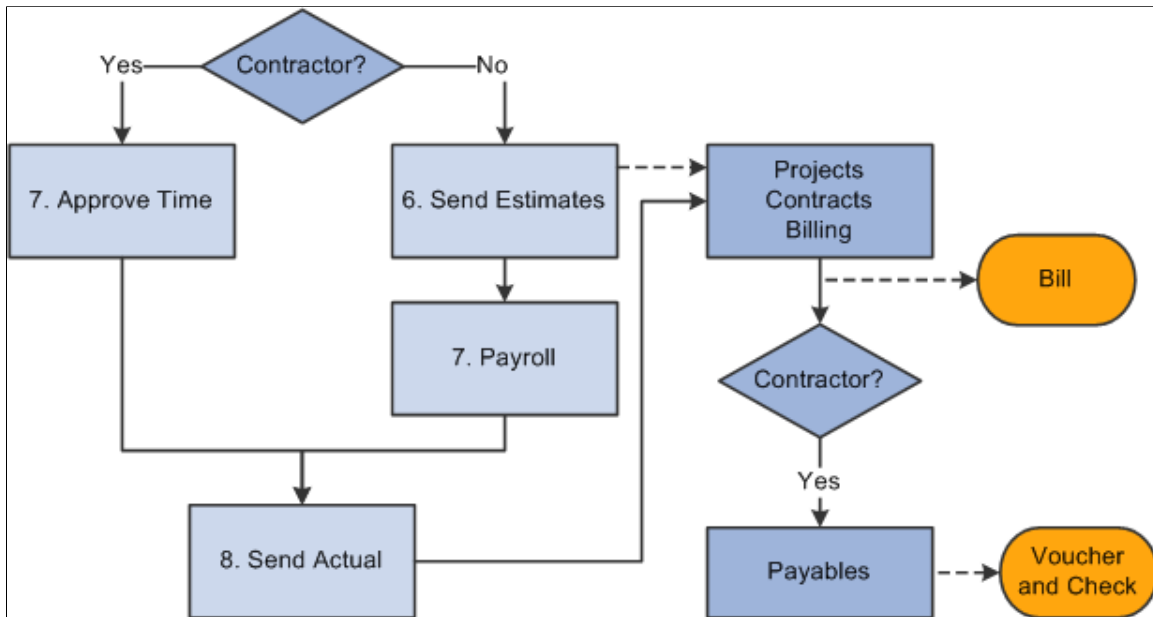 Contractor?
Yes
No
7. Approve Time
6. Send Estimates
Projects
Contracts
Billing
Bill
7. Payroll
Contractor?
Yes
8. Send Actual
Payables
Voucher
and Check